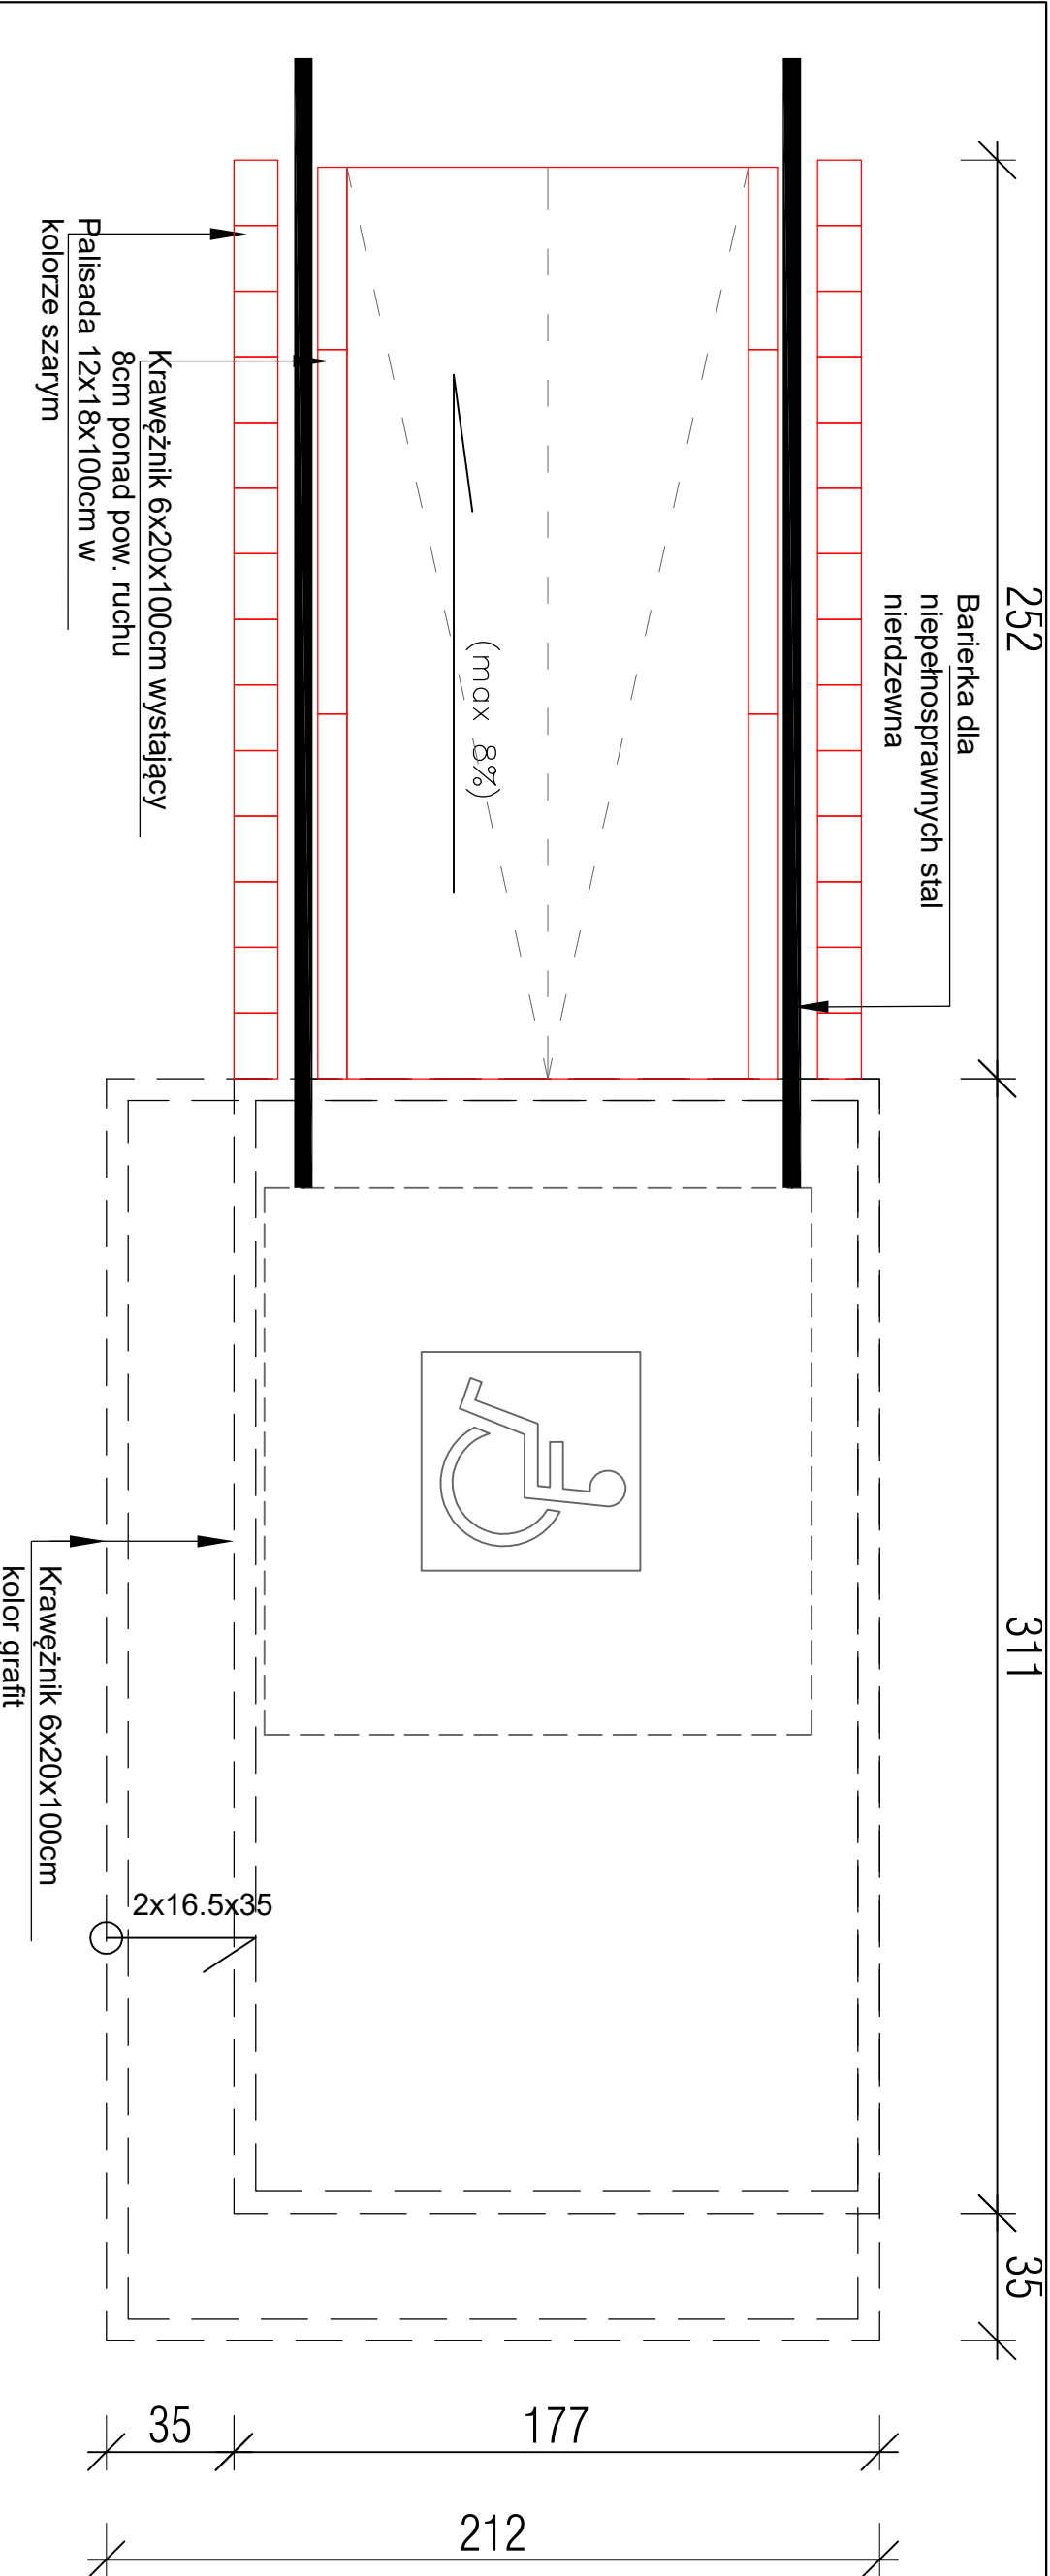 252
311
35
Barierka dla
niepełnosprawnych stal
nierdzewna
(max 8%)
Krawężnik 6x20x100cm wystający
8cm ponad pow. ruchu
Palisada 12x18x100cm w
kolorze szarym
2x16.5x35
Krawężnik 6x20x100cm
kolor grafit
35
177
212